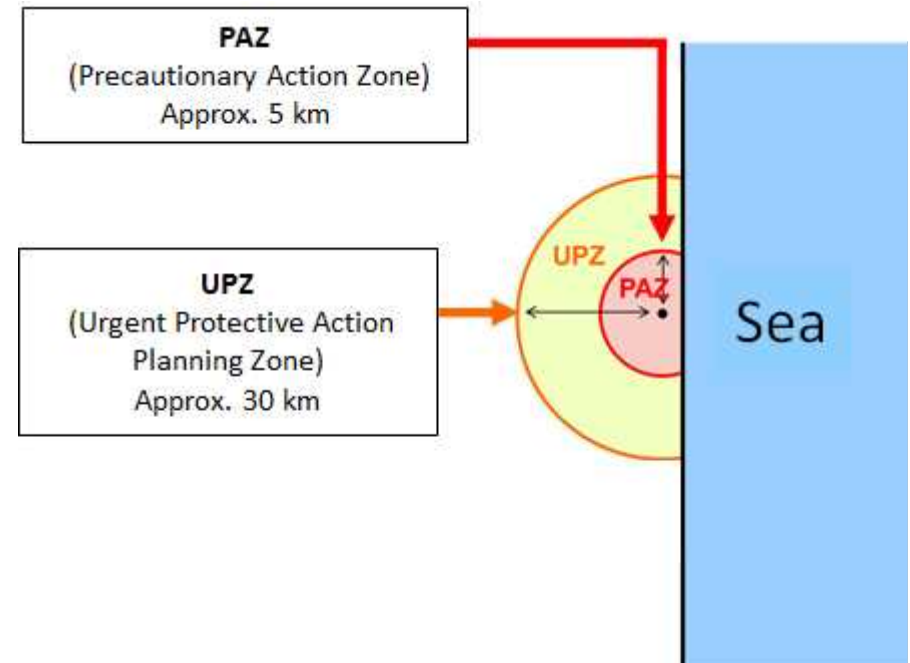 PAZ
(Precautionary Action Zone)
Approx. 5 km
UPZ
(Urgent Protective Action
Planning Zone)
Approx. 30 km
UPZ
PAZ
Sea